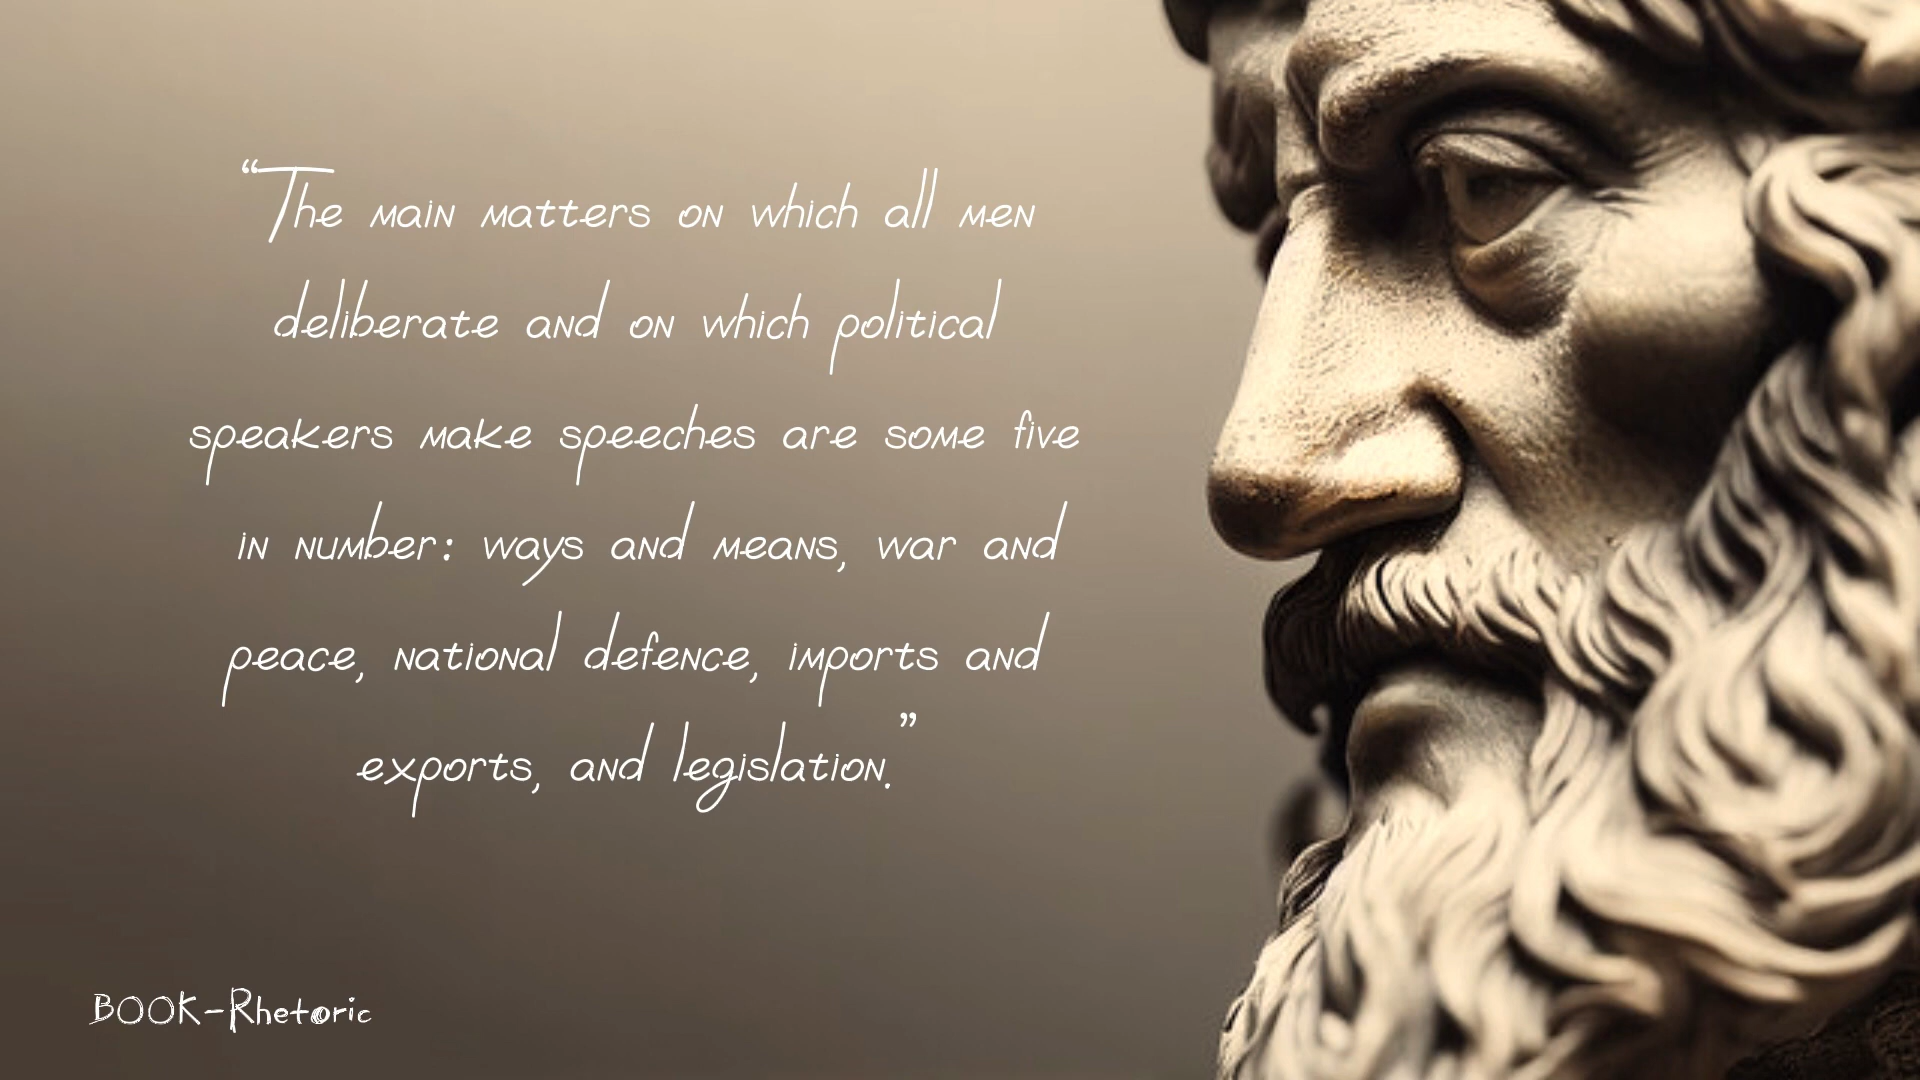 “The main matters on which all men
deliberate and on which political
speakers make speeches are some five
in number: ways and means, war and
peace, national defence, imports and
exports, and legislation.”
BOOK-Rhetoric